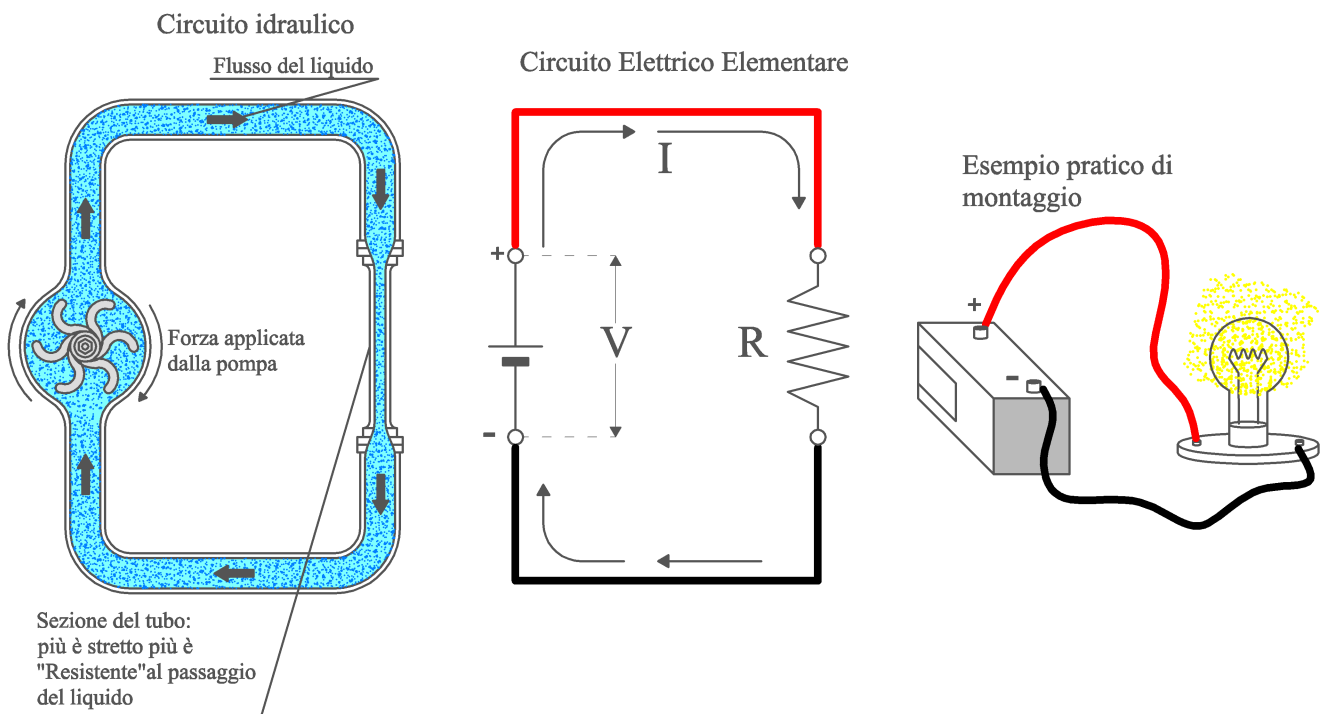 Circuito idraulico
Flusso del liquido
Forza applicata
dalla pompa
Sezione del tubo:
più è stretto più è
"Resistente"al passaggio
del liquido
Circuito Elettrico Elementare
I
+
V
R
-
Esempio pratico di
montaggio
+
-